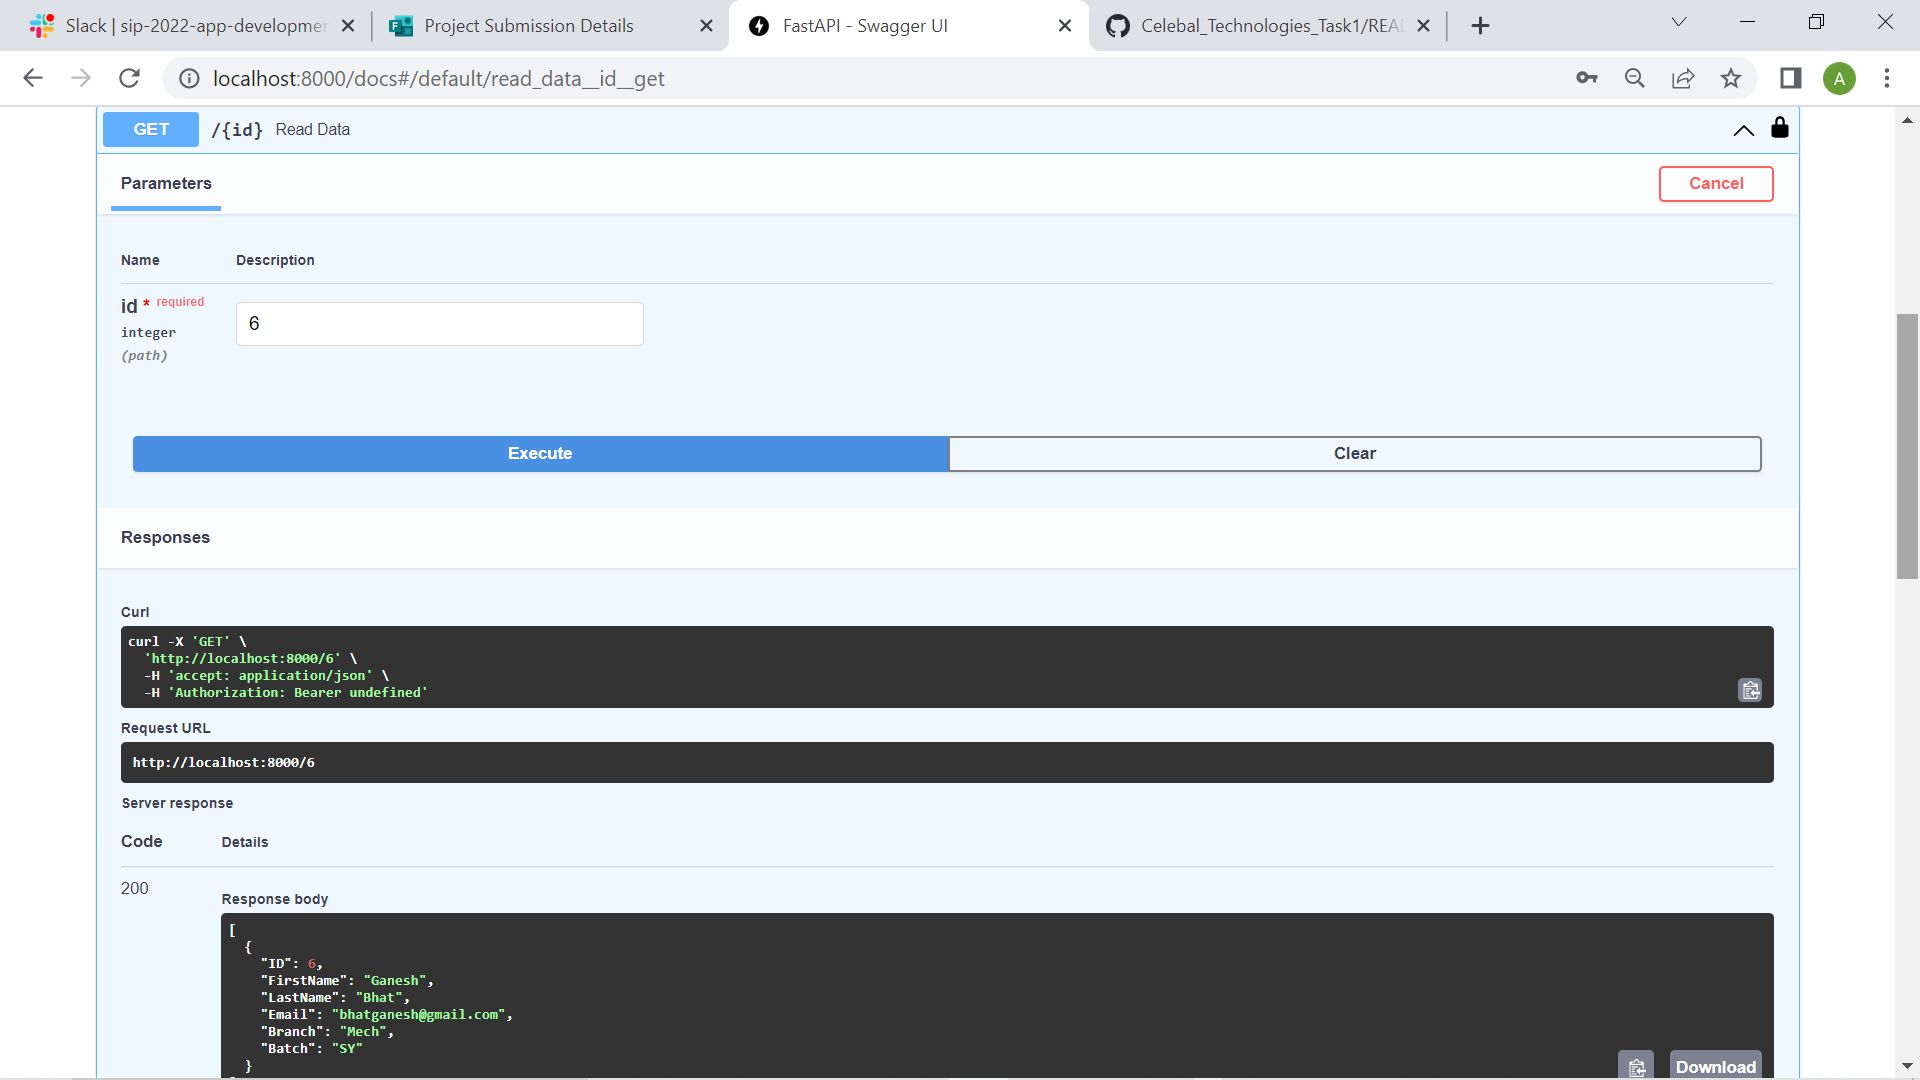 Slack | sip-2022-app-developmer
Project Submission Details
FastAPI - Swagger UI
Celebal_Technologies_Task1/REA
localhost:8000/docs#/default/read_data__id__get
A
GET /{id} Read Data
Parameters
Cancel
Name Description
id * required
integer
(path)
6
Execute
Clear
Responses
Curl
curl -X 'GET' \
'http://localhost:8000/6' \
-H 'accept: application/json' \
-H 'Authorization: Bearer undefined'
Request URL
http://localhost:8000/6
Server response
Code Details
200
Response body
[
{
"ID": 6,
"FirstName": "Ganesh",
"LastName": "Bhat",
"Email": "bhatganesh@gmail.com",
"Branch": "Mech",
"Batch": "SY"
}
Download